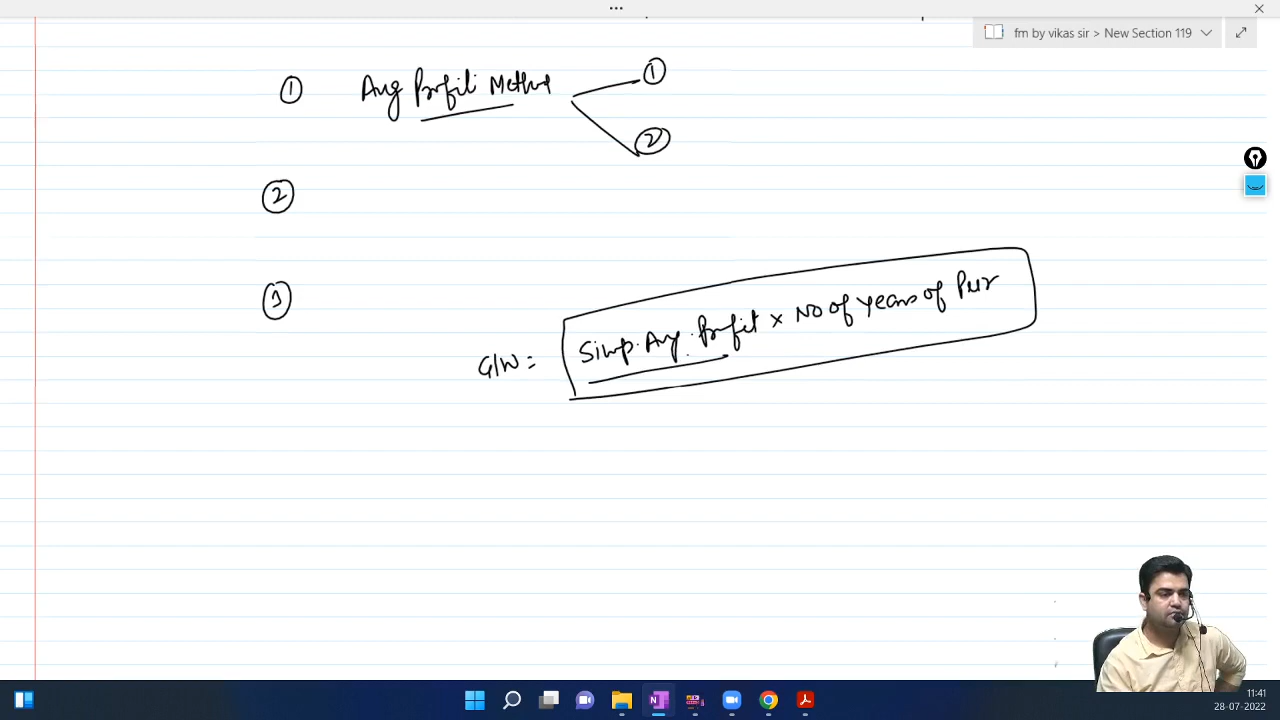 fm by vikas sir > New Section 119
① Avg Profit Method ①
②
②
3
G/W = Simp. Avg. Profit × No of years of Pur
11:41
28-07-2022